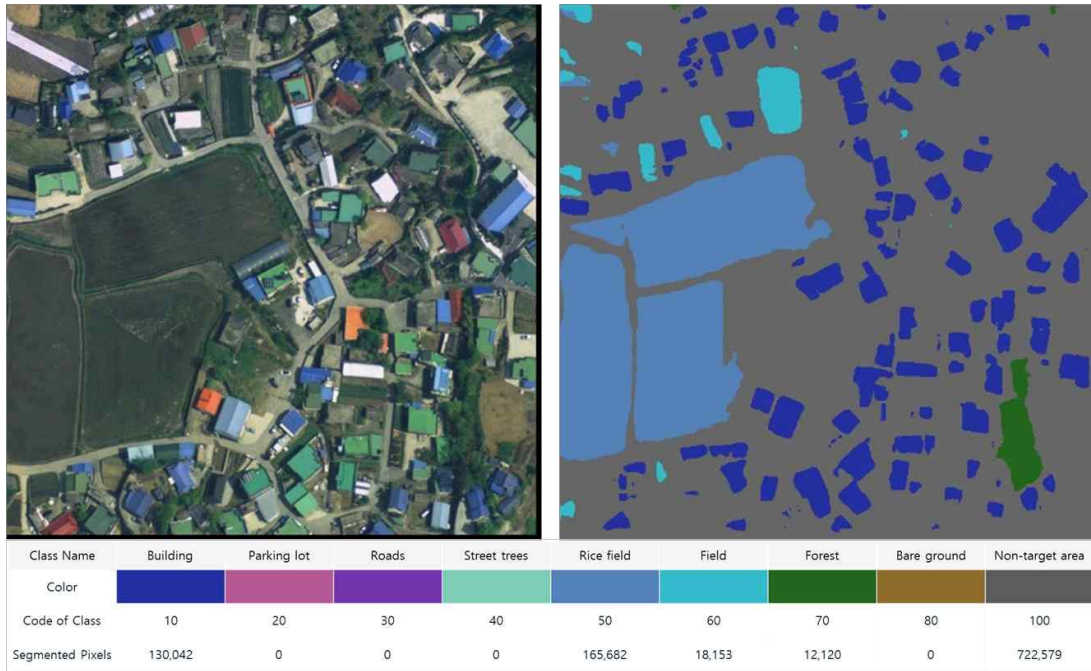 Class Name Building Parking lot Roads Street trees Rice field Field Forest Bare ground Non-target area
Color
Code of Class 10 20 30 40 50 60 70 80 100
Segmented Pixels 130,042 0 0 0 165,682 18,153 12,120 0 722,579